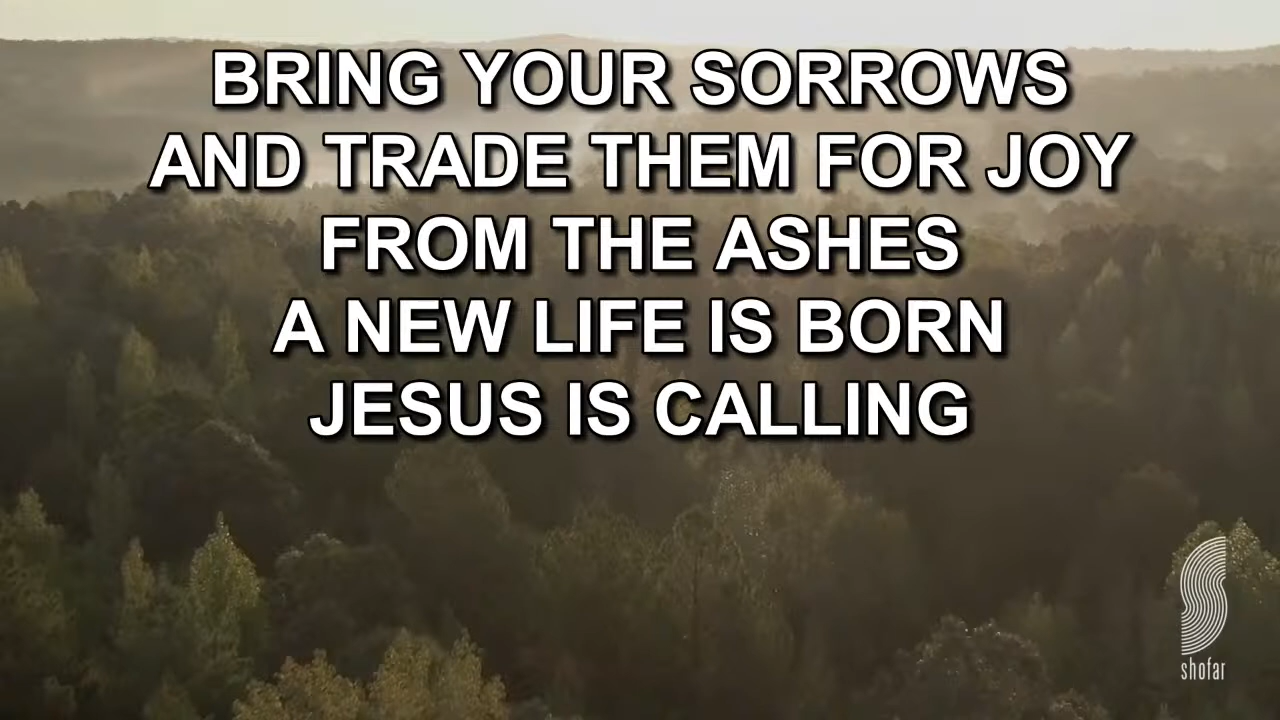 BRING YOUR SORROWS
AND TRADE THEM FOR JOY
FROM THE ASHES
A NEW LIFE IS BORN
JESUS IS CALLING
shofar